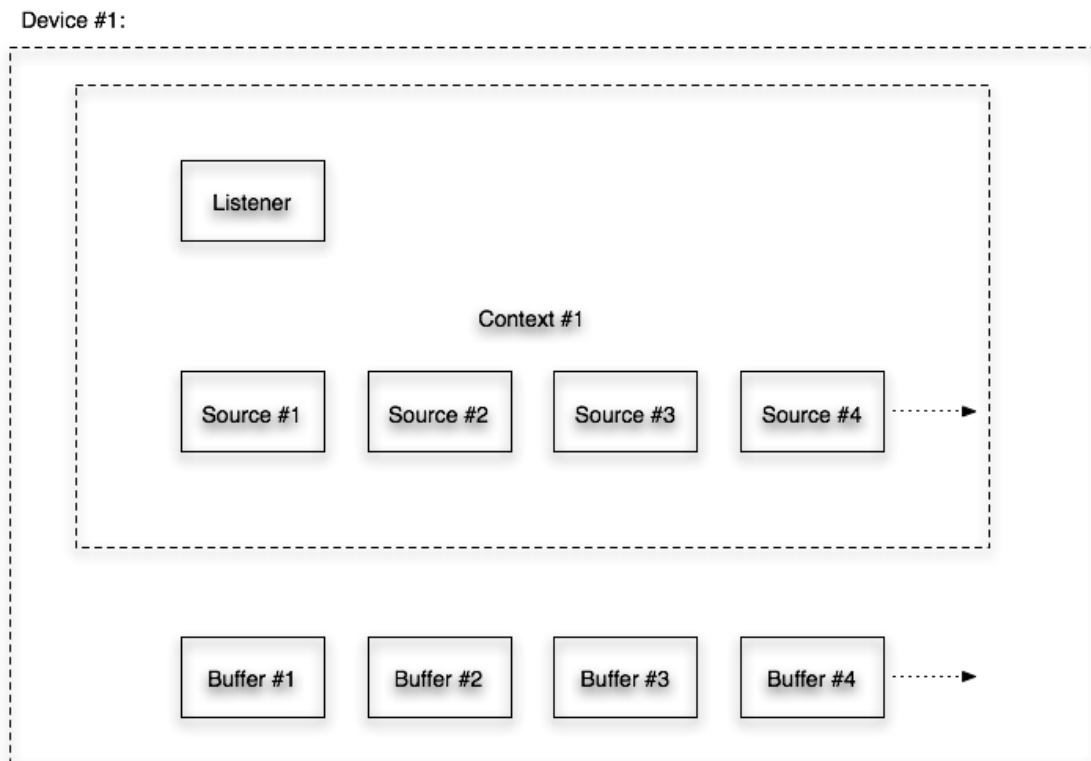 Device #1:
Listener
Context #1
Source #1
Source #2
Source #3
Source #4
Buffer #1
Buffer #2
Buffer #3
Buffer #4